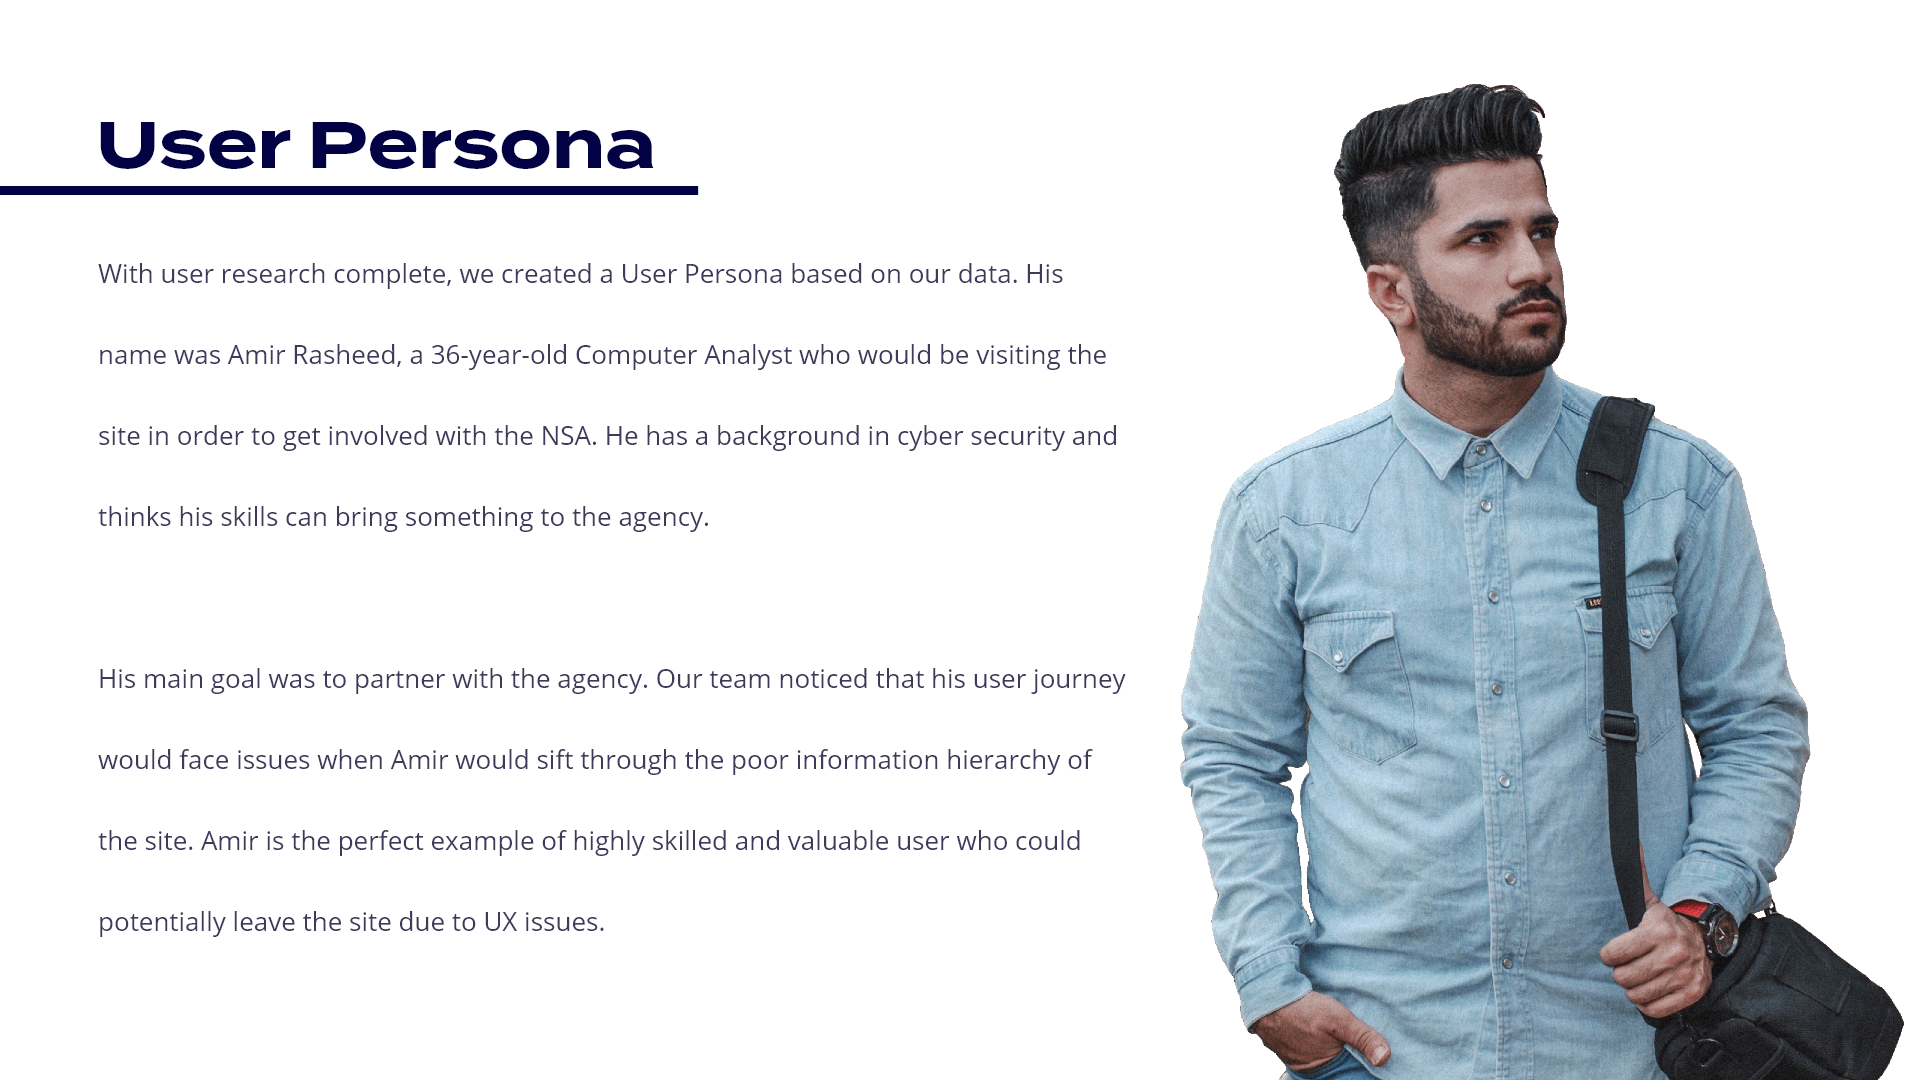 User Persona
With user research complete, we created a User Persona based on our data. His
name was Amir Rasheed, a 36-year-old Computer Analyst who would be visiting the
site in order to get involved with the NSA. He has a background in cyber security and
thinks his skills can bring something to the agency.
His main goal was to partner with the agency. Our team noticed that his user journey
would face issues when Amir would sift through the poor information hierarchy of
the site. Amir is the perfect example of highly skilled and valuable user who could
potentially leave the site due to UX issues.